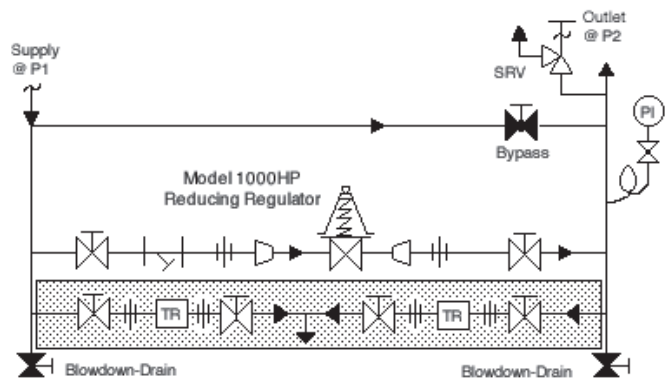 Supply
@ P1
Outlet
@ P2
SRV
PI
Bypass
Model 1000HP
Reducing Regulator
TR
TR
Blowdown-Drain
Blowdown-Drain